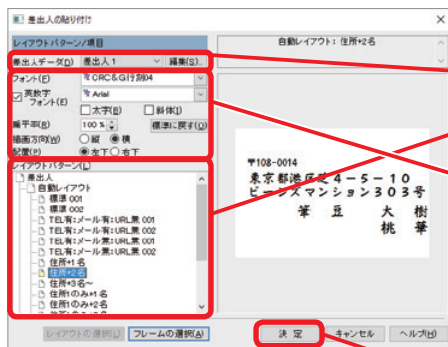 差出人の貼り付け
レイアウトパターン/項目
差出人データ(D) 差出人1 編集(S)..
フォント(F) CRC&G行刻04
英数字フォント(E) Arial
太字(B) 斜体(I)
幅平率(R) 100% 標準に戻す(O)
描画方向(W) 縦 横
配置(P) 左下 右下
レイアウトパターン(L)
差出人
自動レイアウト
標準 001
標準 002
TEL有:メール有:URL無 001
TEL有:メール有:URL無 002
TEL有:メール無:URL無 001
TEL有:メール無:URL無 002
住所+1名
住所+2名
住所+3名~
住所1のみ+1名
住所1のみ+2名
レイアウトの選択(L) フレームの選択(A)
自動レイアウト: 住所+2名
〒108-0014
東京都港区芝4-5-10
ビーンズマンション303号
筆 豆 大 樹
桃 華
決 定 キャンセル ヘルプ(H)